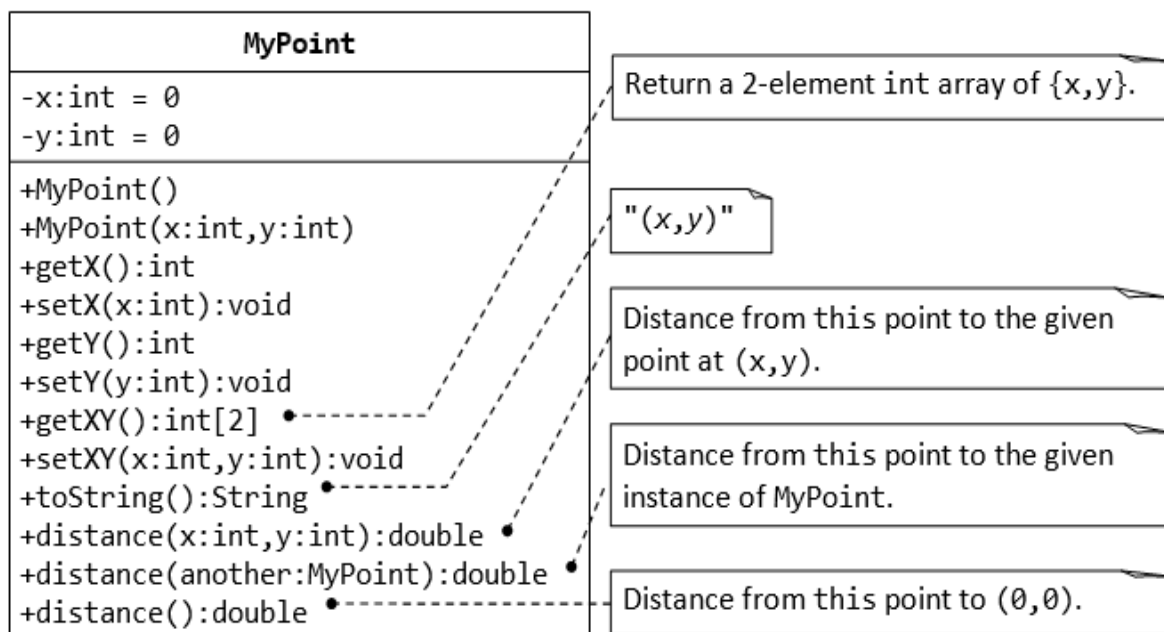 MyPoint
-x:int = 0
-y:int = 0
+MyPoint()
+MyPoint(x:int,y:int)
+getX():int
+setX(x:int):void
+getY():int
+setY(y:int):void
+getXY():int[2]
+setXY(x:int,y:int):void
+toString():String
+distance(x:int,y:int):double
+distance(another:MyPoint):double
+distance():double
Return a 2-element int array of {x,y}.
"(x,y)"
Distance from this point to the given
point at (x,y).
Distance from this point to the given
instance of MyPoint.
Distance from this point to (0,0).